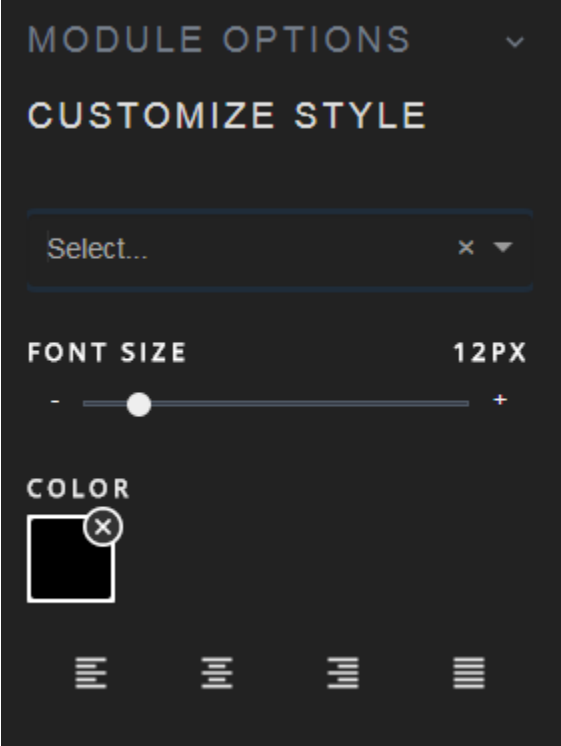 MODULE OPTIONS
CUSTOMIZE STYLE
Select...
FONT SIZE 12PX
- +
COLOR